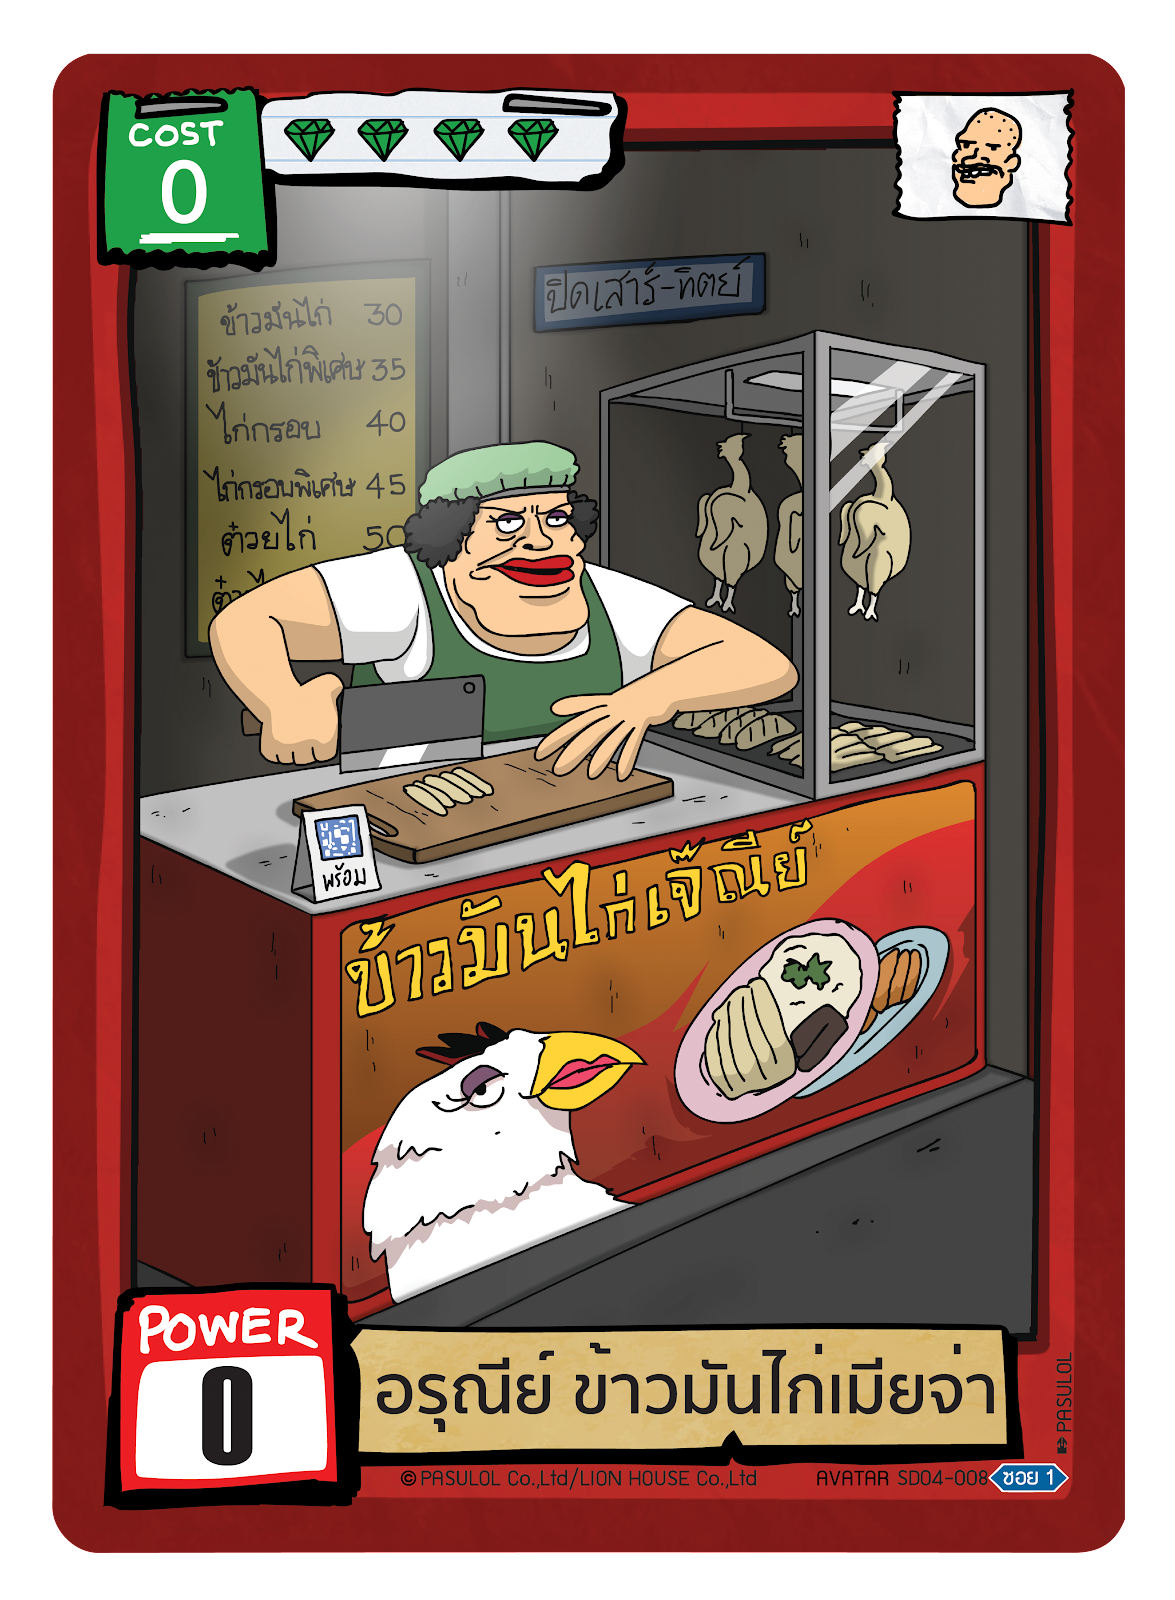 COST
0
ปิดเสาร์-ทิตย์
ข้าวมันไก่ 30
ข้าวมันไก่พิเศษ 35
ไก่กรอบ 40
ไก่กรอบพิเศษ 45
ต๋วยไก่ 50
พร้อม
ข้าวมันไก่เจ๊ณีย์
POWER
0
อรุณีย์ ข้าวมันไก่เมียจ๋า
PASULOL
© PASULOL Co.,Ltd/LION HOUSE Co.,Ltd
AVATAR SD04-008 ซอย 1